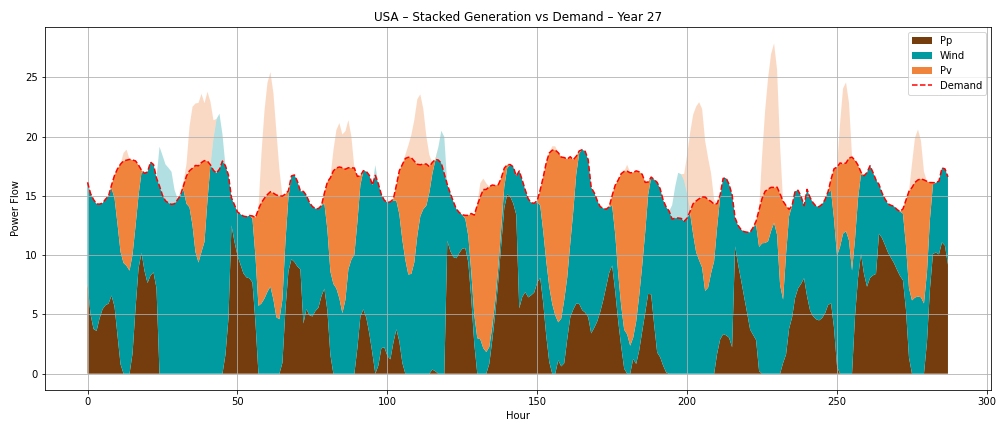 USA – Stacked Generation vs Demand – Year 27
Pp
Wind
Pv
Demand
Power Flow
25
20
15
10
5
0
0 50 100 150 200 250 300
Hour